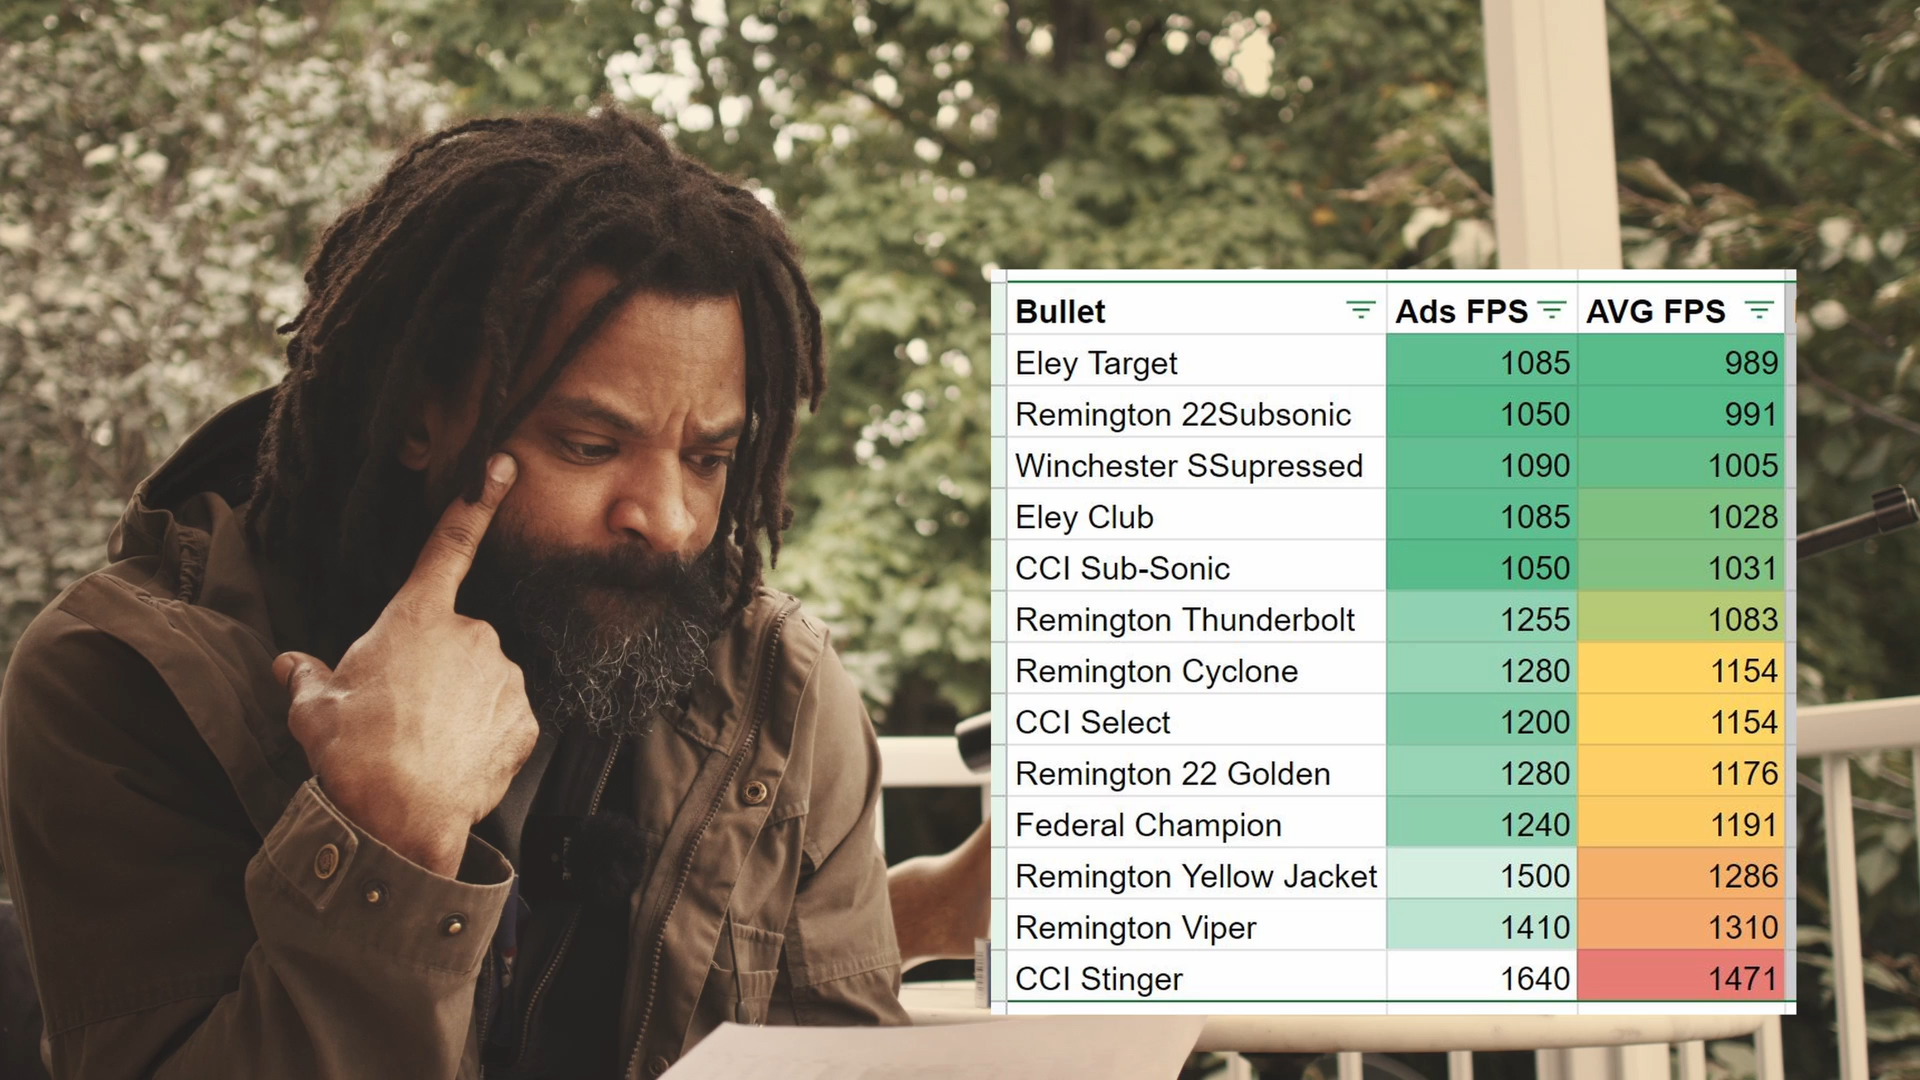 Bullet Ads FPS AVG FPS
Eley Target 1085 989
Remington 22Subsonic 1050 991
Winchester SSupressed 1090 1005
Eley Club 1085 1028
CCI Sub-Sonic 1050 1031
Remington Thunderbolt 1255 1083
Remington Cyclone 1280 1154
CCI Select 1200 1154
Remington 22 Golden 1280 1176
Federal Champion 1240 1191
Remington Yellow Jacket 1500 1286
Remington Viper 1410 1310
CCI Stinger 1640 1471